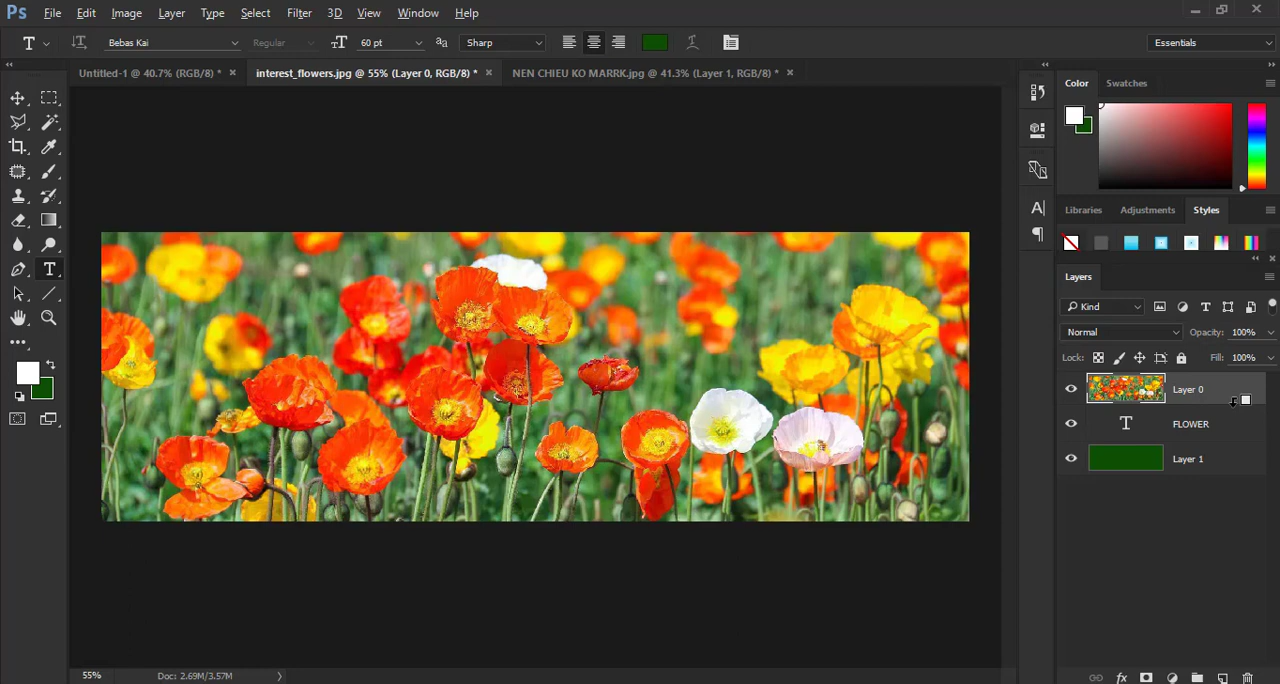 Ps File Edit Image Layer Type Select Filter 3D View Window Help
T Bebas Kai Regular 60 pt aa Sharp Essentials
Untitled-1 @ 40.7% (RGB/8) * × interest_flowers.jpg @ 55% (Layer 0, RGB/8) * × NEN CHIEU KO MARRK.jpg @ 41.3% (Layer 1, RGB/8) * ×
Color Swatches
Libraries Adjustments Styles
Layers
Kind
Normal Opacity: 100%
Lock: Fill: 100%
Layer 0
T FLOWER
Layer 1
55% Doc: 2.69M/3.57M
fx